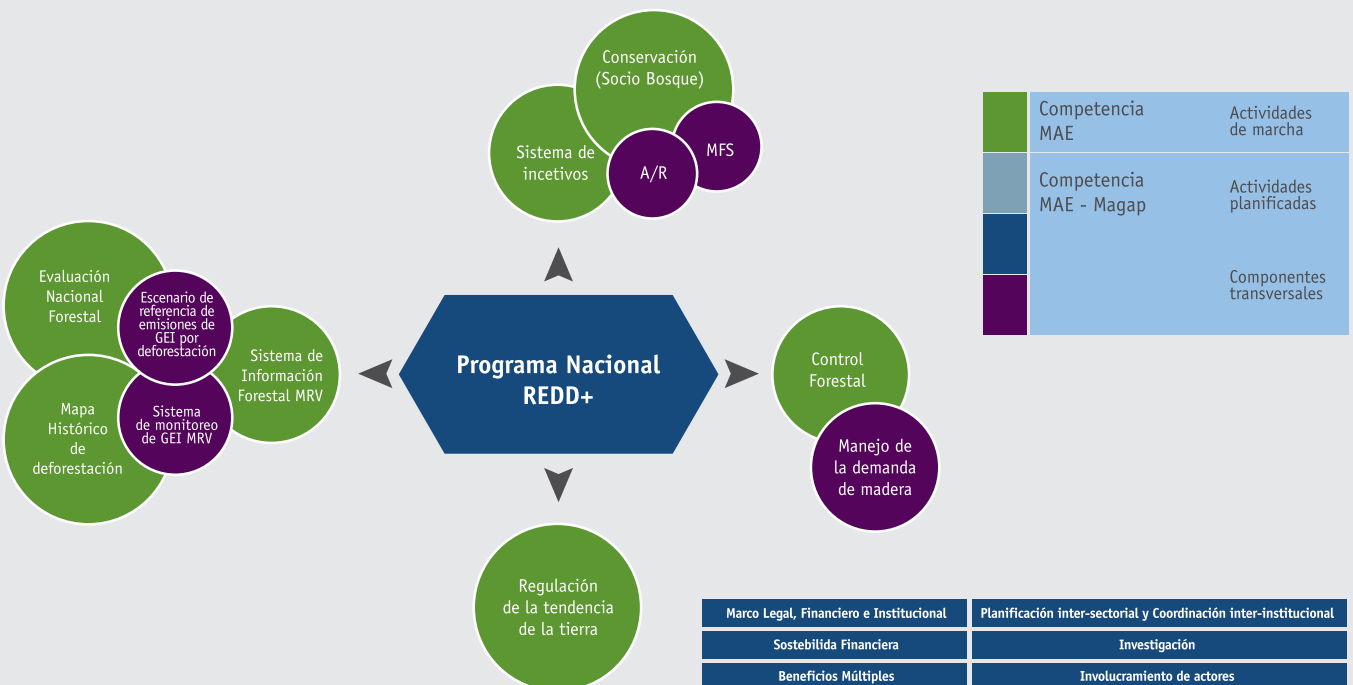 Conservación
(Socio Bosque)
Sistema de
incetivos
A/R
MFS
Competencia
MAE
Actividades
de marcha
Competencia
MAE - Magap
Actividades
planificadas
Componentes
transversales
Evaluación
Nacional
Forestal
Escenario de
referencia de
emisiones de
GEI por
deforestación
Sistema de
Información
Forestal MRV
Mapa
Histórico
de
deforestación
Sistema
de monitoreo
de GEI MRV
Programa Nacional
REDD+
Control
Forestal
Manejo de
la demanda
de madera
Regulación
de la tendencia
de la tierra
Marco Legal, Financiero e Institucional
Planificación inter-sectorial y Coordinación inter-institucional
Sostebilida Financiera
Investigación
Beneficios Múltiples
Involucramiento de actores